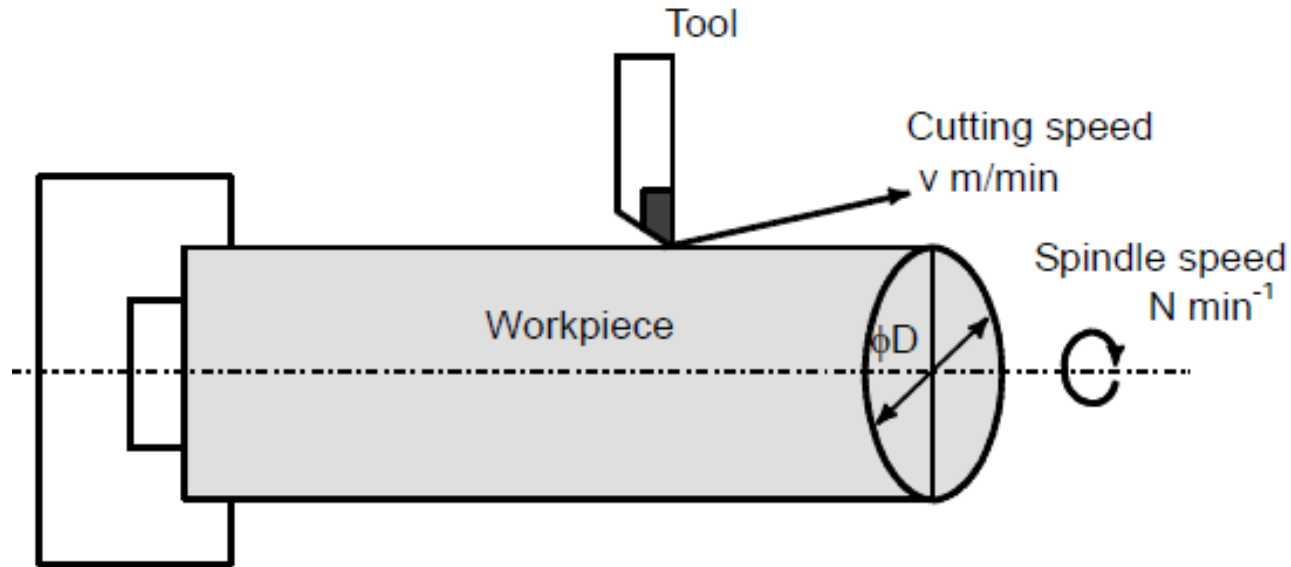 Tool
Cutting speed
v m/min
Spindle speed
N min⁻¹
Workpiece
ϕD